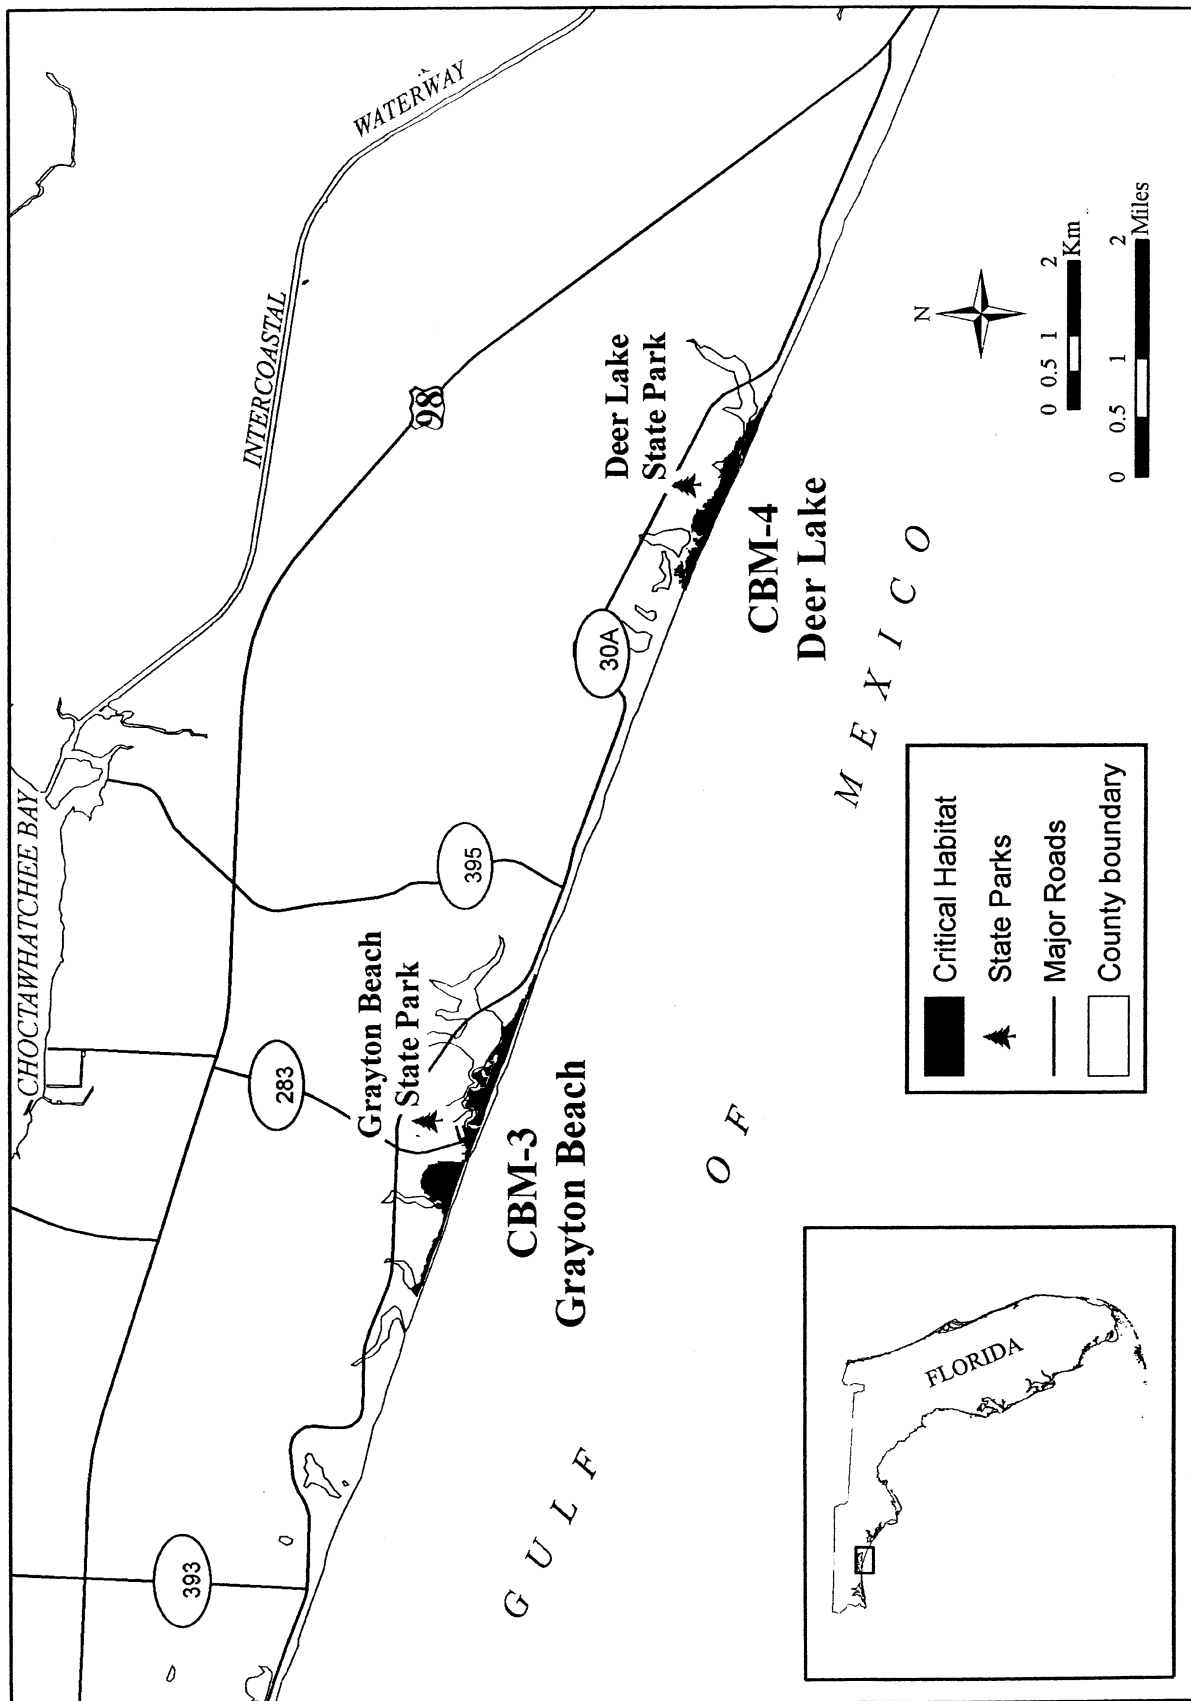 CHOCTAWHATCHEE BAY
INTERCOASTAL
WATERWAY
393
283
395
98
30A
Grayton Beach
State Park
Deer Lake
State Park
CBM-3
Grayton Beach
CBM-4
Deer Lake
GULF
OF
MEXICO
FLORIDA
Critical Habitat
State Parks
Major Roads
County boundary
N
0 0.5 1 2
Km
0 0.5 1 2
Miles